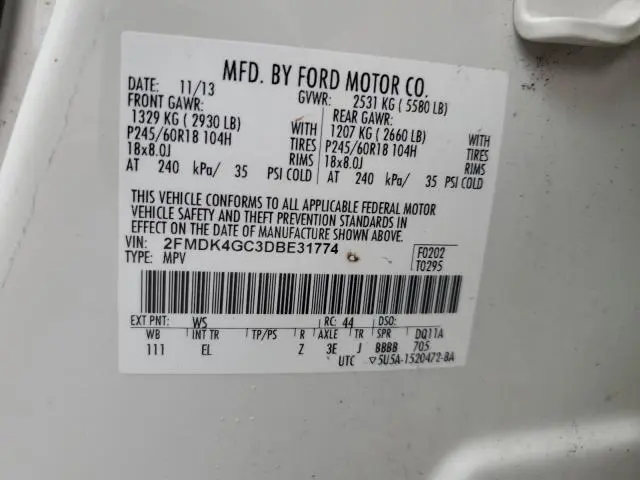 MFD. BY FORD MOTOR CO.
DATE: 11/13 GVWR: 2531 KG ( 5580 LB)
FRONT GAWR: REAR GAWR:
1329 KG ( 2930 LB) WITH 1207 KG ( 2660 LB) WITH
P245/60R18 104H TIRES P245/60R18 104H TIRES
18x8.0J RIMS 18x8.0J RIMS
AT 240 kPa/ 35 PSI COLD AT 240 kPa/ 35 PSI COLD
THIS VEHICLE CONFORMS TO ALL APPLICABLE FEDERAL MOTOR
VEHICLE SAFETY AND THEFT PREVENTION STANDARDS IN
EFFECT ON THE DATE OF MANUFACTURE SHOWN ABOVE.
VIN: 2FMDK4GC3DBE31774 F0202
TYPE: MPV T0295
EXT PNT: WS RC: 44 DSO:
WB INT TR TP/PS R AXLE TR SPR DQ11A
111 EL Z 3E J BBBB 705
UTC ▽5U5A-1520472-BA